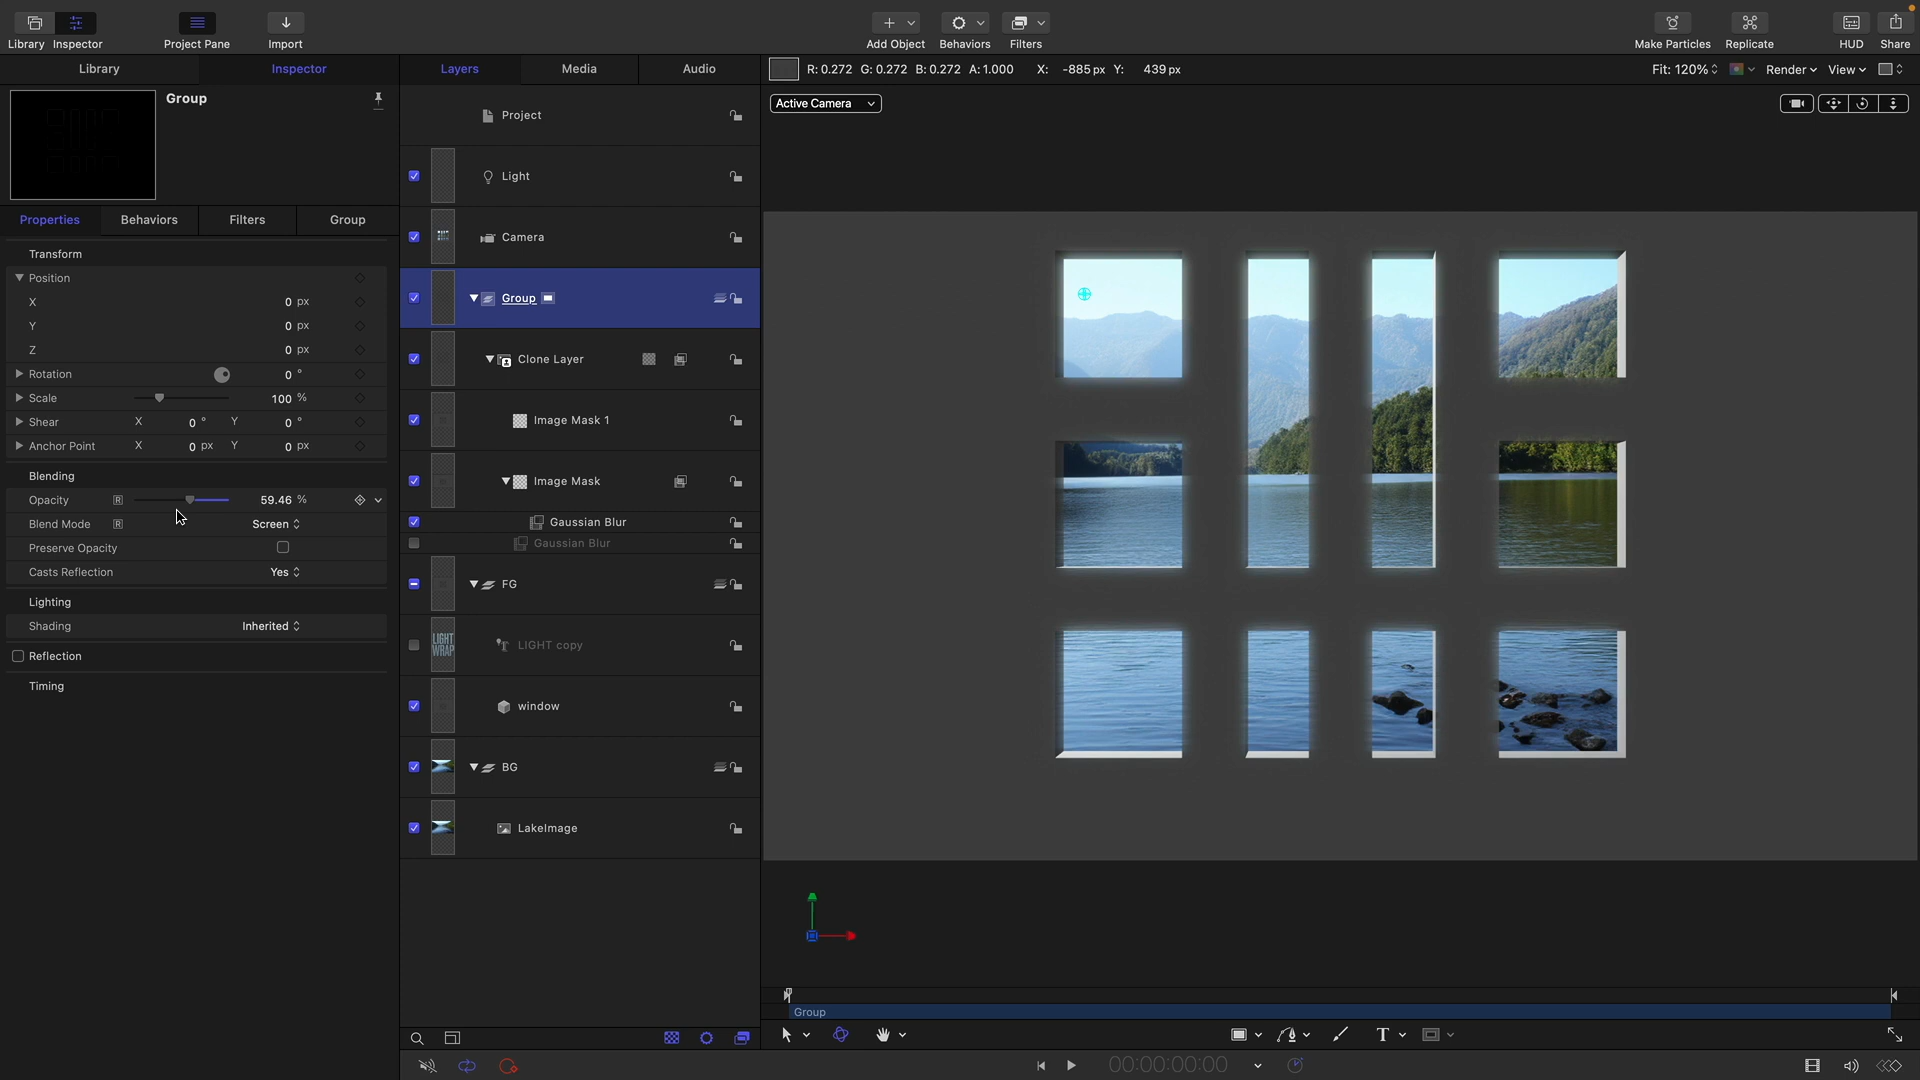 Library Inspector
Project Pane
Import
Add Object
Behaviors
Filters
Make Particles
Replicate
HUD
Share
Library
Inspector
Layers
Media
Audio
R: 0.272 G: 0.272 B: 0.272 A: 1.000 X: -885 px Y: 439 px
Fit: 120%
Render
View
Group
Active Camera
Properties
Behaviors
Filters
Group
Transform
Position
X 0 px
Y 0 px
Z 0 px
Rotation 0 °
Scale 100 %
Shear X 0 ° Y 0 °
Anchor Point X 0 px Y 0 px
Blending
Opacity R 59.46 %
Blend Mode R Screen
Preserve Opacity
Casts Reflection Yes
Lighting
Shading Inherited
Reflection
Timing
Project
Light
Camera
Group
Clone Layer
Image Mask 1
Image Mask
Gaussian Blur
Gaussian Blur
FG
LIGHT WRAP
LIGHT copy
window
BG
LakeImage
Group
T
00:00:00:00